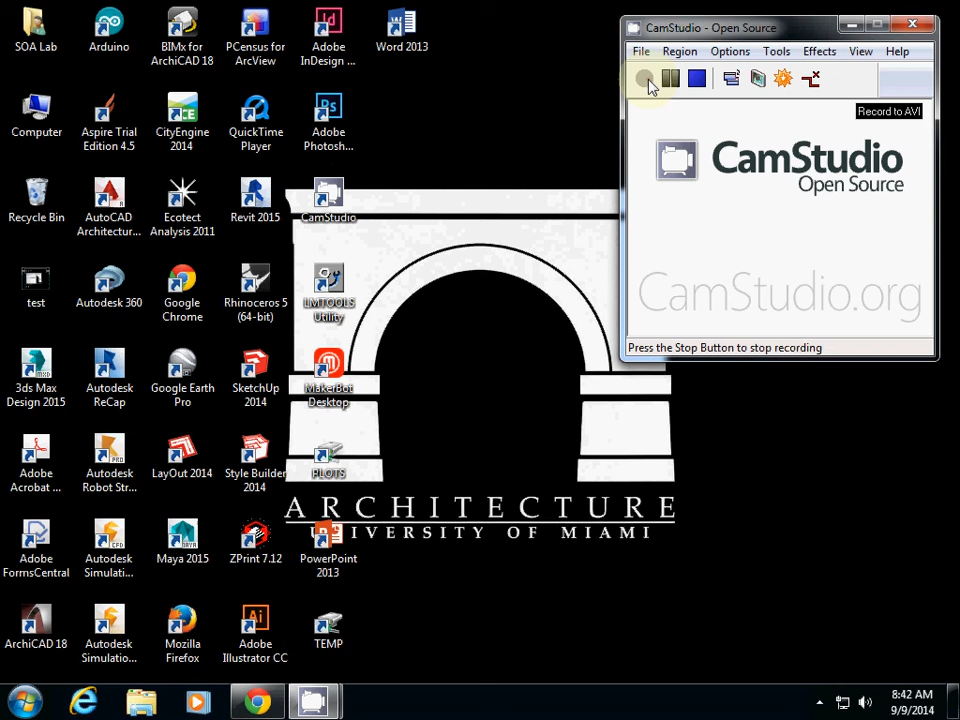 SOA Lab
Arduino
BIMx for
ArchiCAD 18
PCensus for
ArcView
Adobe
InDesign ...
Word 2013
Computer
Aspire Trial
Edition 4.5
CityEngine
2014
QuickTime
Player
Adobe
Photosh...
Recycle Bin
AutoCAD
Architectur...
Ecotect
Analysis 2011
Revit 2015
CamStudio
test
Autodesk 360
Google
Chrome
Rhinoceros 5
(64-bit)
LMTOOLS
Utility
3ds Max
Design 2015
Autodesk
ReCap
Google Earth
Pro
SketchUp
2014
MakerBot
Desktop
Adobe
Acrobat ...
Autodesk
Robot Str...
LayOut 2014
Style Builder
2014
PLOTS
Adobe
FormsCentral
Autodesk
Simulati...
Maya 2015
ZPrint 7.12
PowerPoint
2013
ArchiCAD 18
Autodesk
Simulatio...
Mozilla
Firefox
Adobe
Illustrator CC
TEMP
ARCHITECTURE
UNIVERSITY OF MIAMI
CamStudio - Open Source
File Region Options Tools Effects View Help
Record to AVI
CamStudio
Open Source
CamStudio.org
Press the Stop Button to stop recording
8:42 AM
9/9/2014